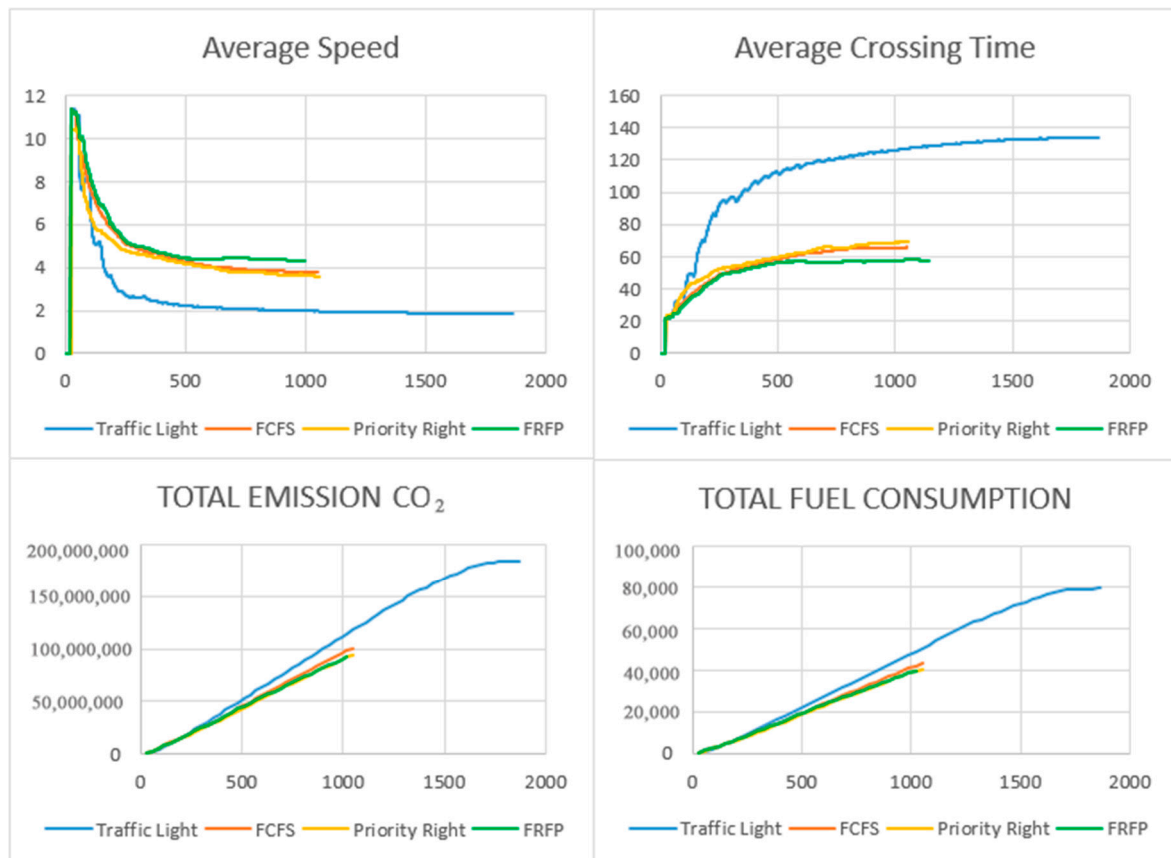 Average Speed
12
10
8
6
4
2
0
0 500 1000 1500 2000
Traffic Light FCFS Priority Right FRFP
Average Crossing Time
160
140
120
100
80
60
40
20
0
0 500 1000 1500 2000
Traffic Light FCFS Priority Right FRFP
TOTAL EMISSION CO₂
200,000,000
150,000,000
100,000,000
50,000,000
0
0 500 1000 1500 2000
Traffic Light FCFS Priority Right FRFP
TOTAL FUEL CONSUMPTION
100,000
80,000
60,000
40,000
20,000
0
0 500 1000 1500 2000
Traffic Light FCFS Priority Right FRFP